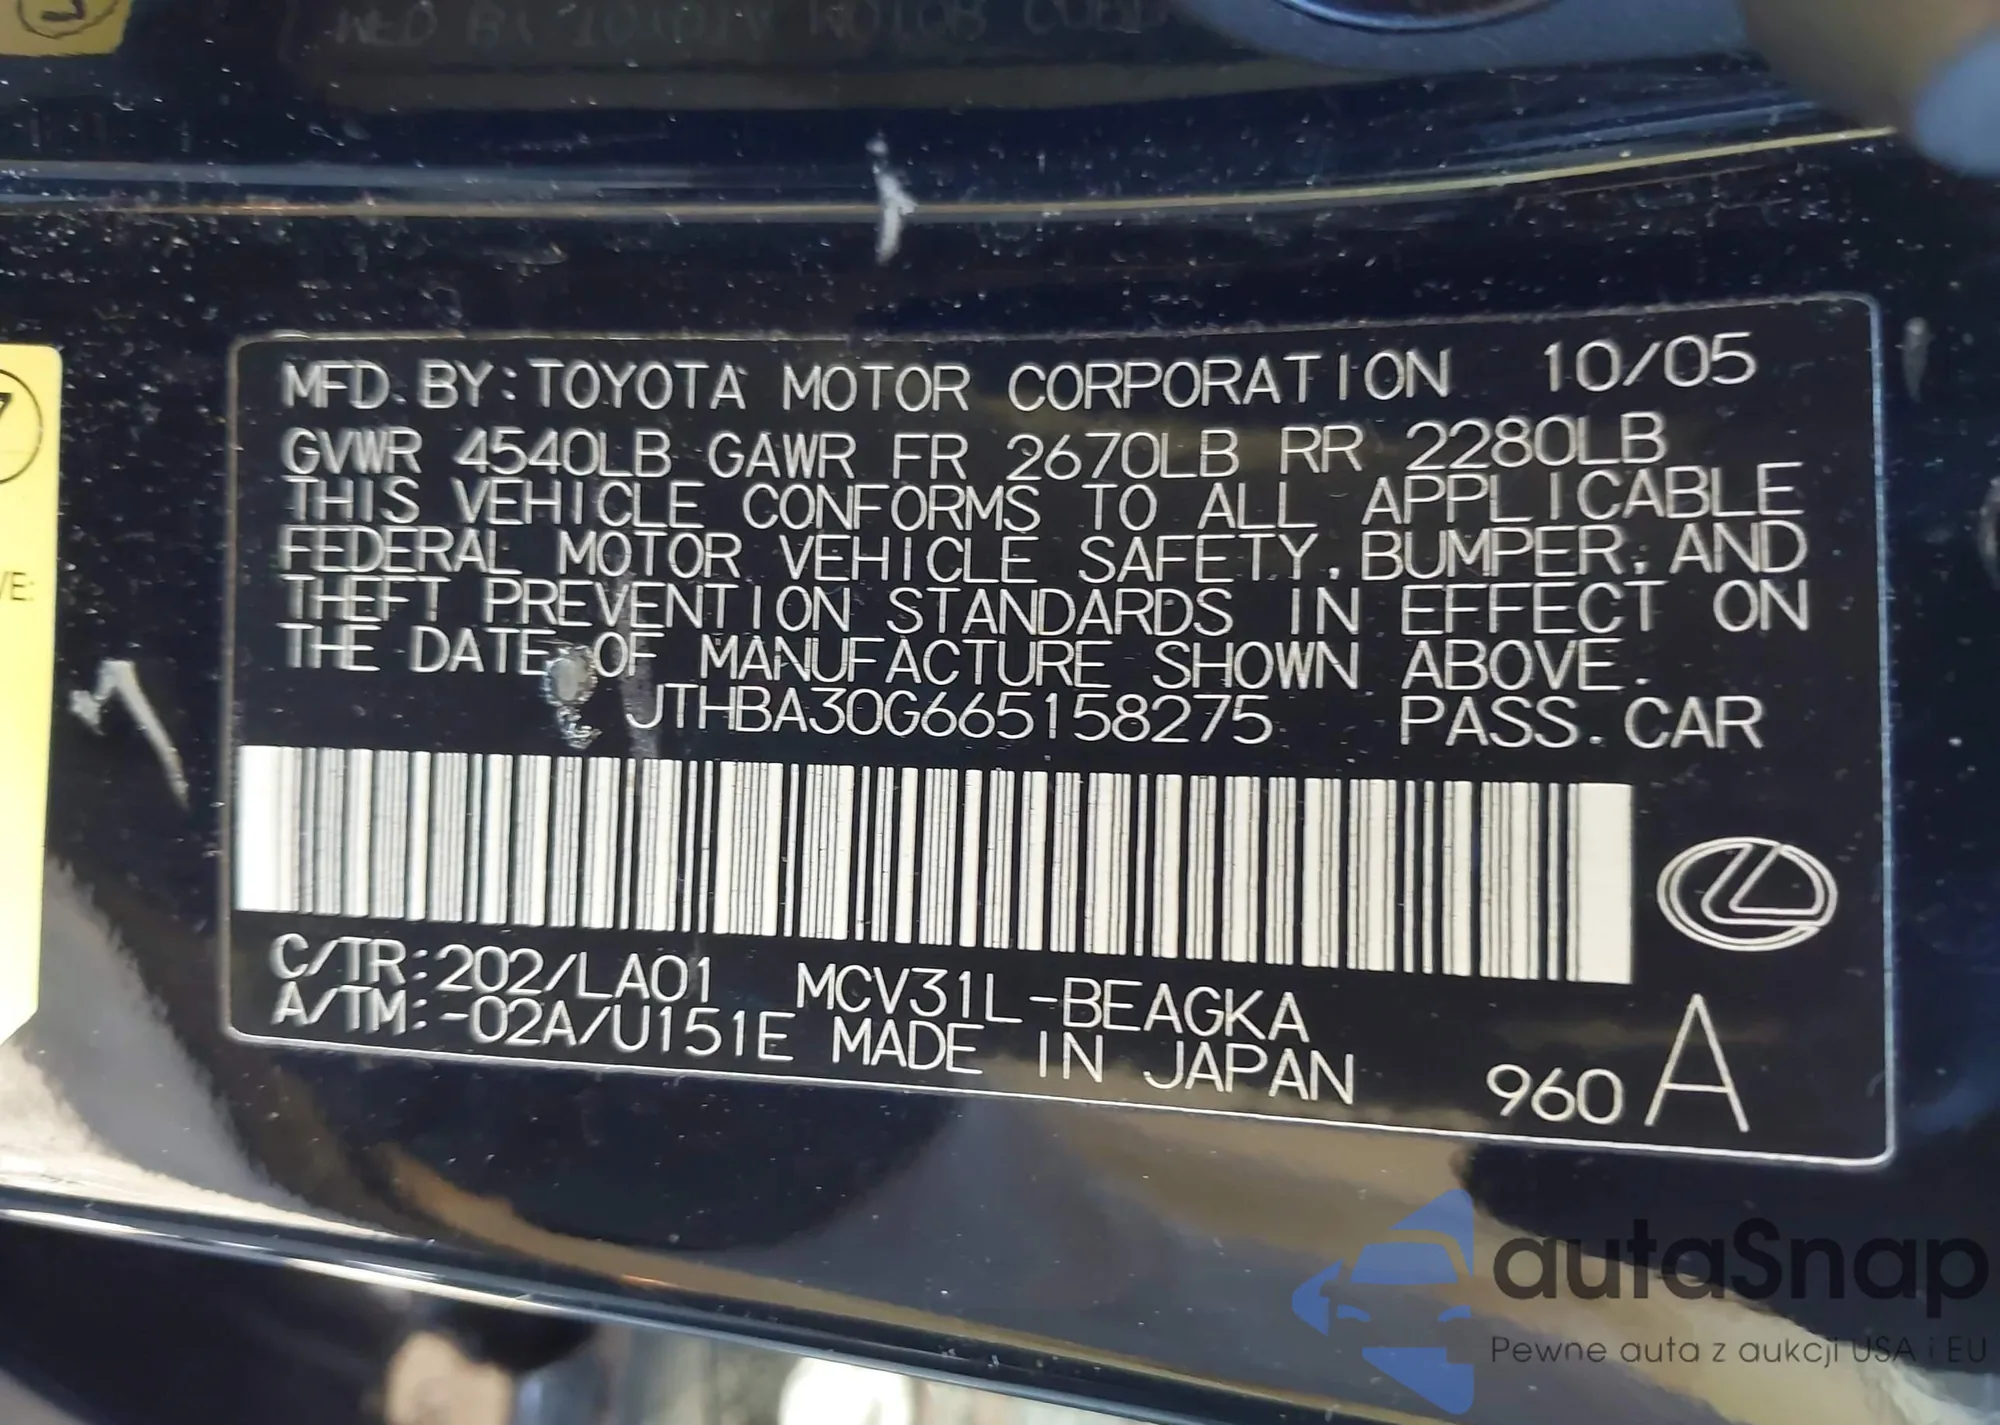 MFD. BY: TOYOTA MOTOR CORPORATION 10/05
GVWR 4540LB GAWR FR 2670LB RR 2280LB
THIS VEHICLE CONFORMS TO ALL APPLICABLE
FEDERAL MOTOR VEHICLE SAFETY, BUMPER, AND
THEFT PREVENTION STANDARDS IN EFFECT ON
THE DATE OF MANUFACTURE SHOWN ABOVE.
JTHBA30G665158275 PASS. CAR
C/TR: 202/LA01 MCV31L-BEAGKA
A/TM: -02A/U151E MADE IN JAPAN 960 A
autaSnap
Pewne auta z aukcji USA i EU